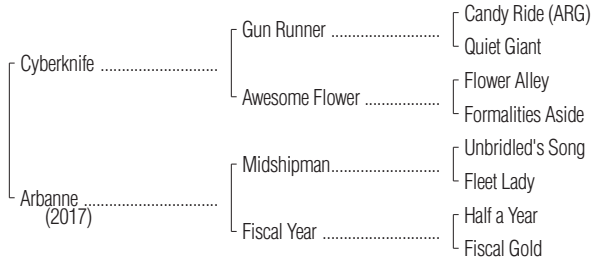 Candy Ride (ARG)
Gun Runner ..................
Quiet Giant
Cyberknife ....................
Flower Alley
Awesome Flower .............
Formalities Aside
Unbridled's Song
Midshipman..................
Fleet Lady
Arbanne .......................
(2017)
Half a Year
Fiscal Year ....................
Fiscal Gold